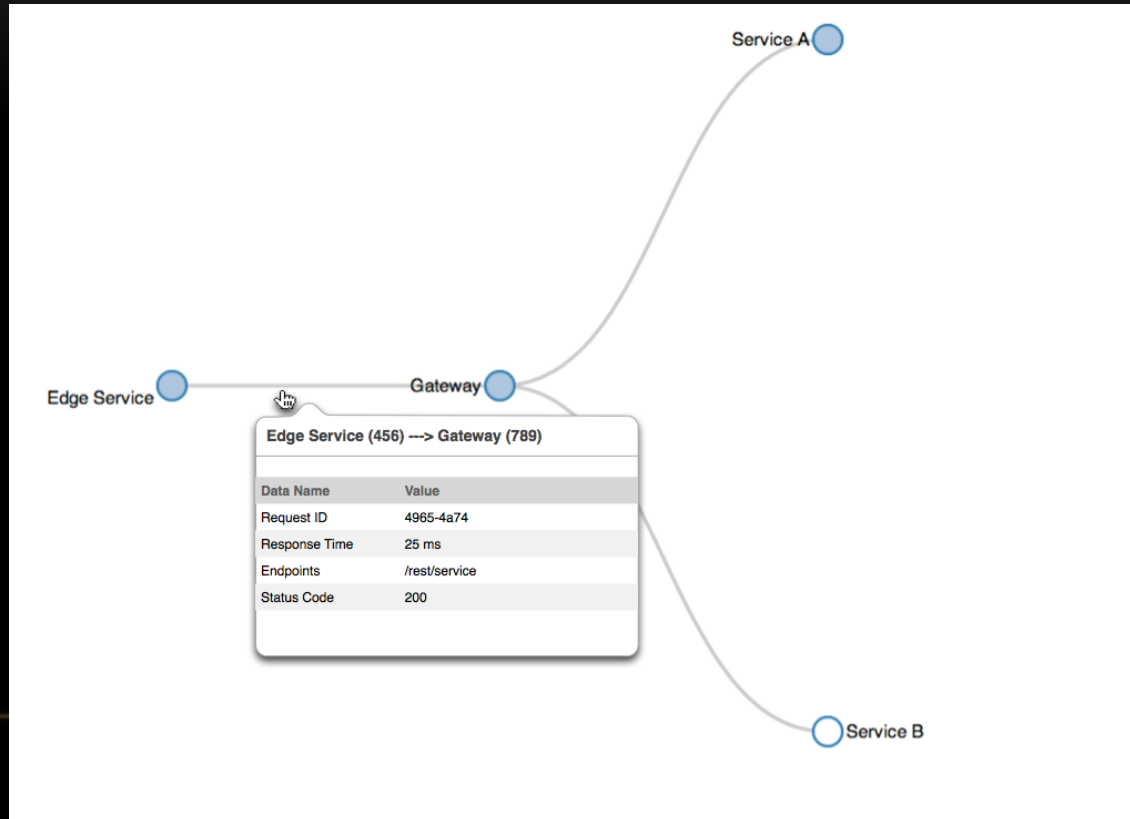 Service A
Edge Service
Gateway
Edge Service (456) ---> Gateway (789)
Data Name Value
Request ID 4965-4a74
Response Time 25 ms
Endpoints /rest/service
Status Code 200
Service B